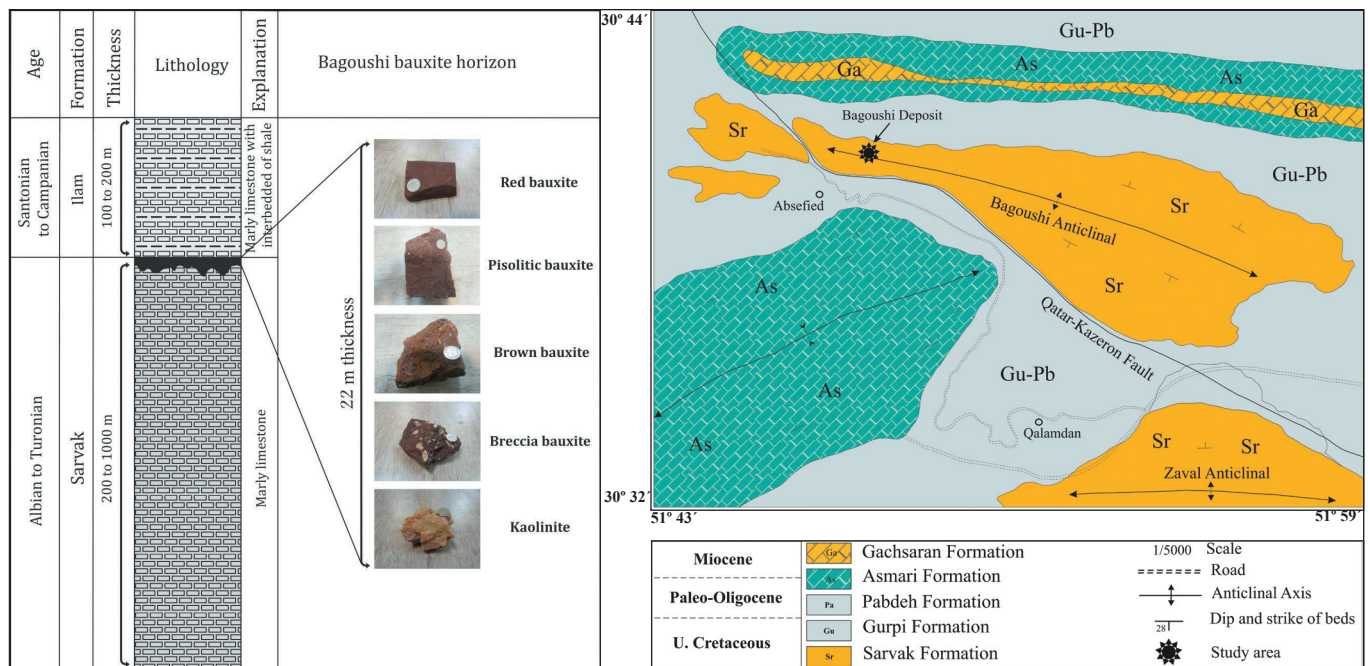 Age
Formation
Thickness
Lithology
Explanation
Bagoushi bauxite horizon
Santonian
to Campanian
Ilam
100 to 200 m
Marly limestone with
interbedded of shale
Albian to Turonian
Sarvak
200 to 1000 m
Marly limestone
22 m thickness
Red bauxite
Pisolitic bauxite
Brown bauxite
Breccia bauxite
Kaolinite
30° 44´
30° 32´
51° 43´
51° 59´
Gu-Pb
As
As
Ga
Ga
Bagoushi Deposit
Sr
Gu-Pb
Absefied
Sr
Bagoushi Anticlinal
Sr
As
Qatar-Kazeron Fault
Gu-Pb
As
As
Qalamdan
Sr
Sr
Zaval Anticlinal
Miocene
Paleo-Oligocene
U. Cretaceous
Ga Gachsaran Formation
As Asmari Formation
Pa Pabdeh Formation
Gu Gurpi Formation
Sr Sarvak Formation
1/5000 Scale
Road
Anticlinal Axis
28 Dip and strike of beds
Study area